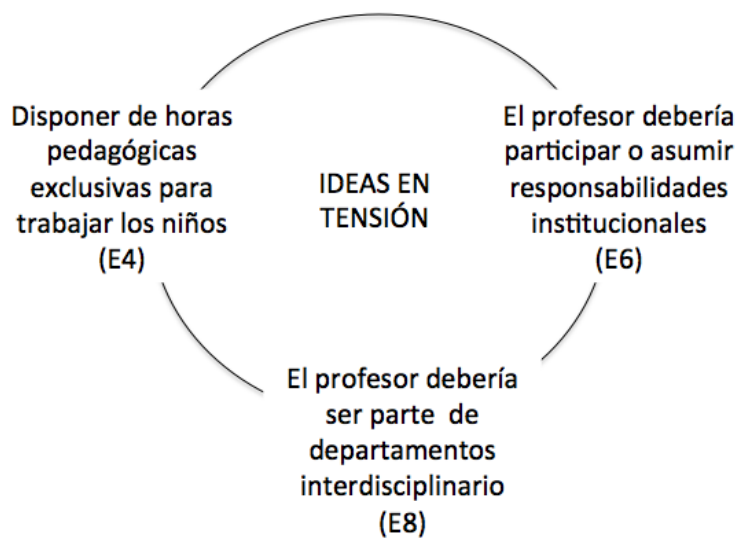 Disponer de horas
pedagógicas
exclusivas para
trabajar los niños
(E4)
IDEAS EN
TENSIÓN
El profesor debería
participar o asumir
responsabilidades
institucionales
(E6)
El profesor debería
ser parte de
departamentos
interdisciplinario
(E8)